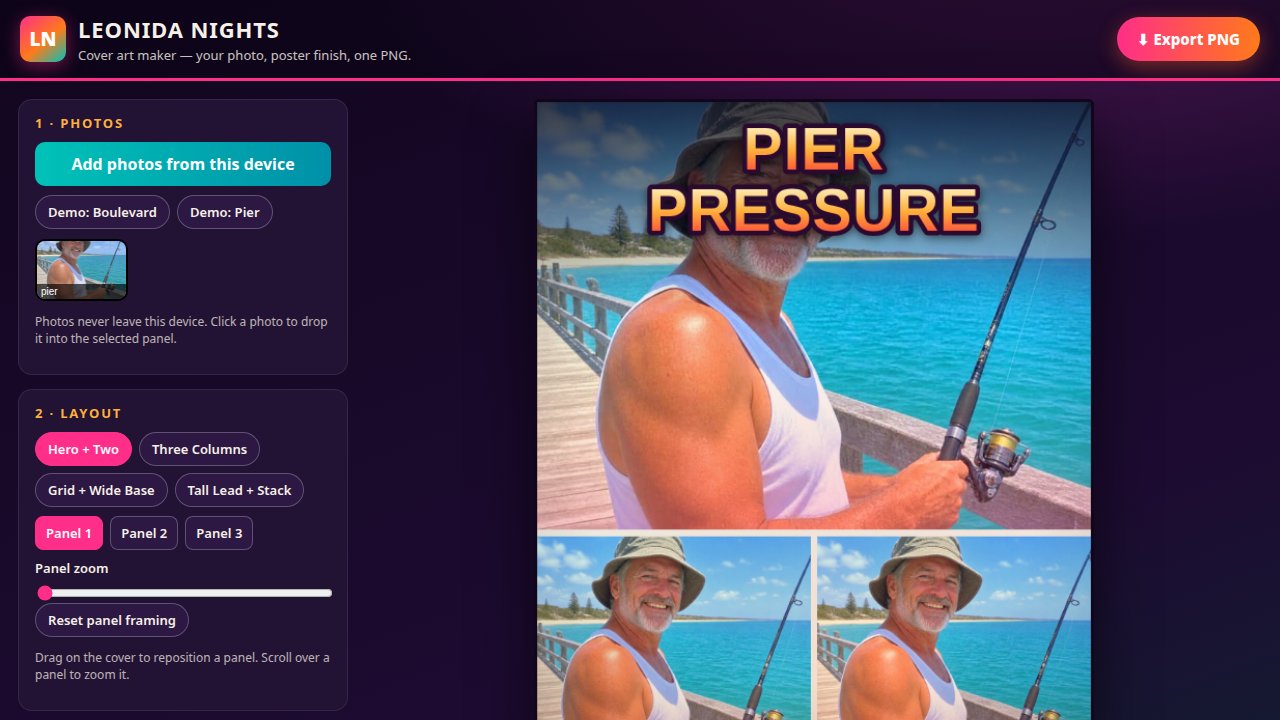 LN
LEONIDA NIGHTS
Cover art maker — your photo, poster finish, one PNG.
⬇ Export PNG
1 · PHOTOS
Add photos from this device
Demo: Boulevard
Demo: Pier
pier
Photos never leave this device. Click a photo to drop
it into the selected panel.
2 · LAYOUT
Hero + Two
Three Columns
Grid + Wide Base
Tall Lead + Stack
Panel 1
Panel 2
Panel 3
Panel zoom
Reset panel framing
Drag on the cover to reposition a panel. Scroll over a
panel to zoom it.
PIER
PRESSURE